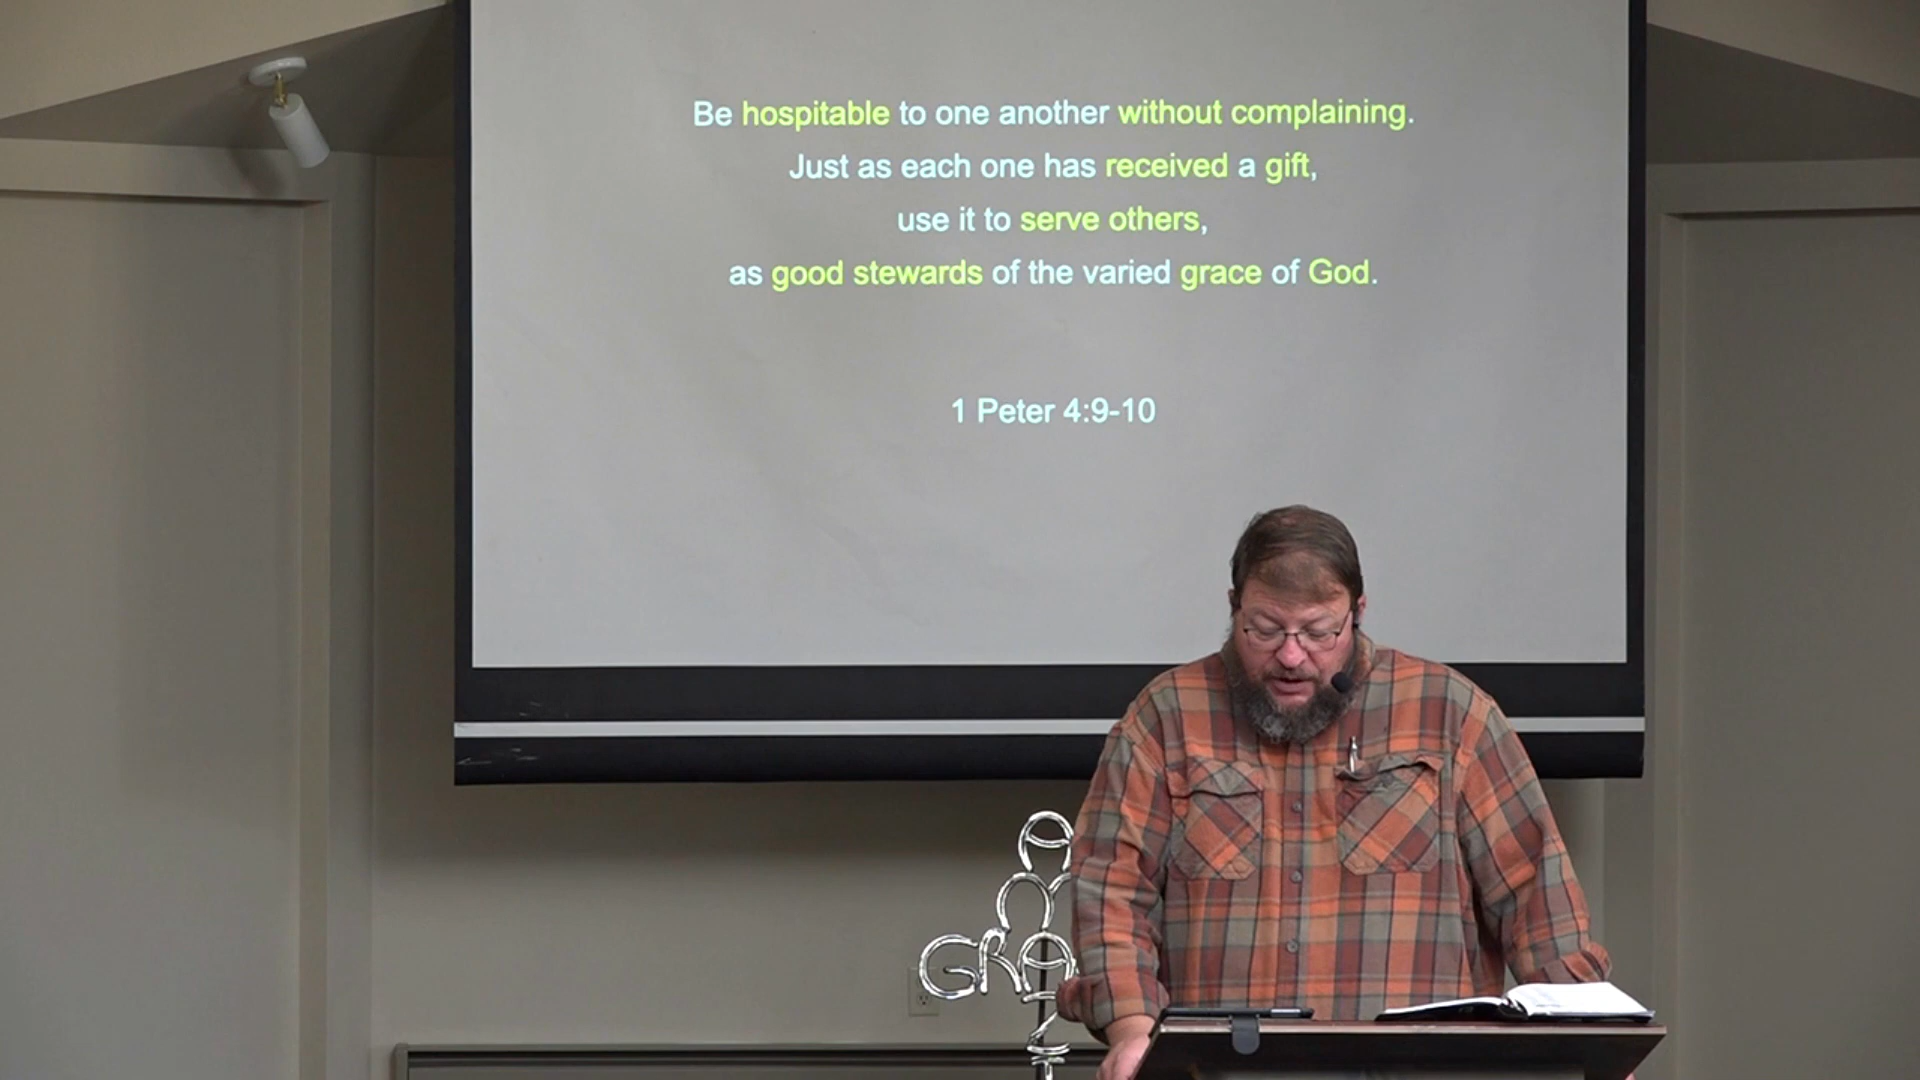 Be hospitable to one another without complaining.
Just as each one has received a gift,
use it to serve others,
as good stewards of the varied grace of God.
1 Peter 4:9-10
GRA